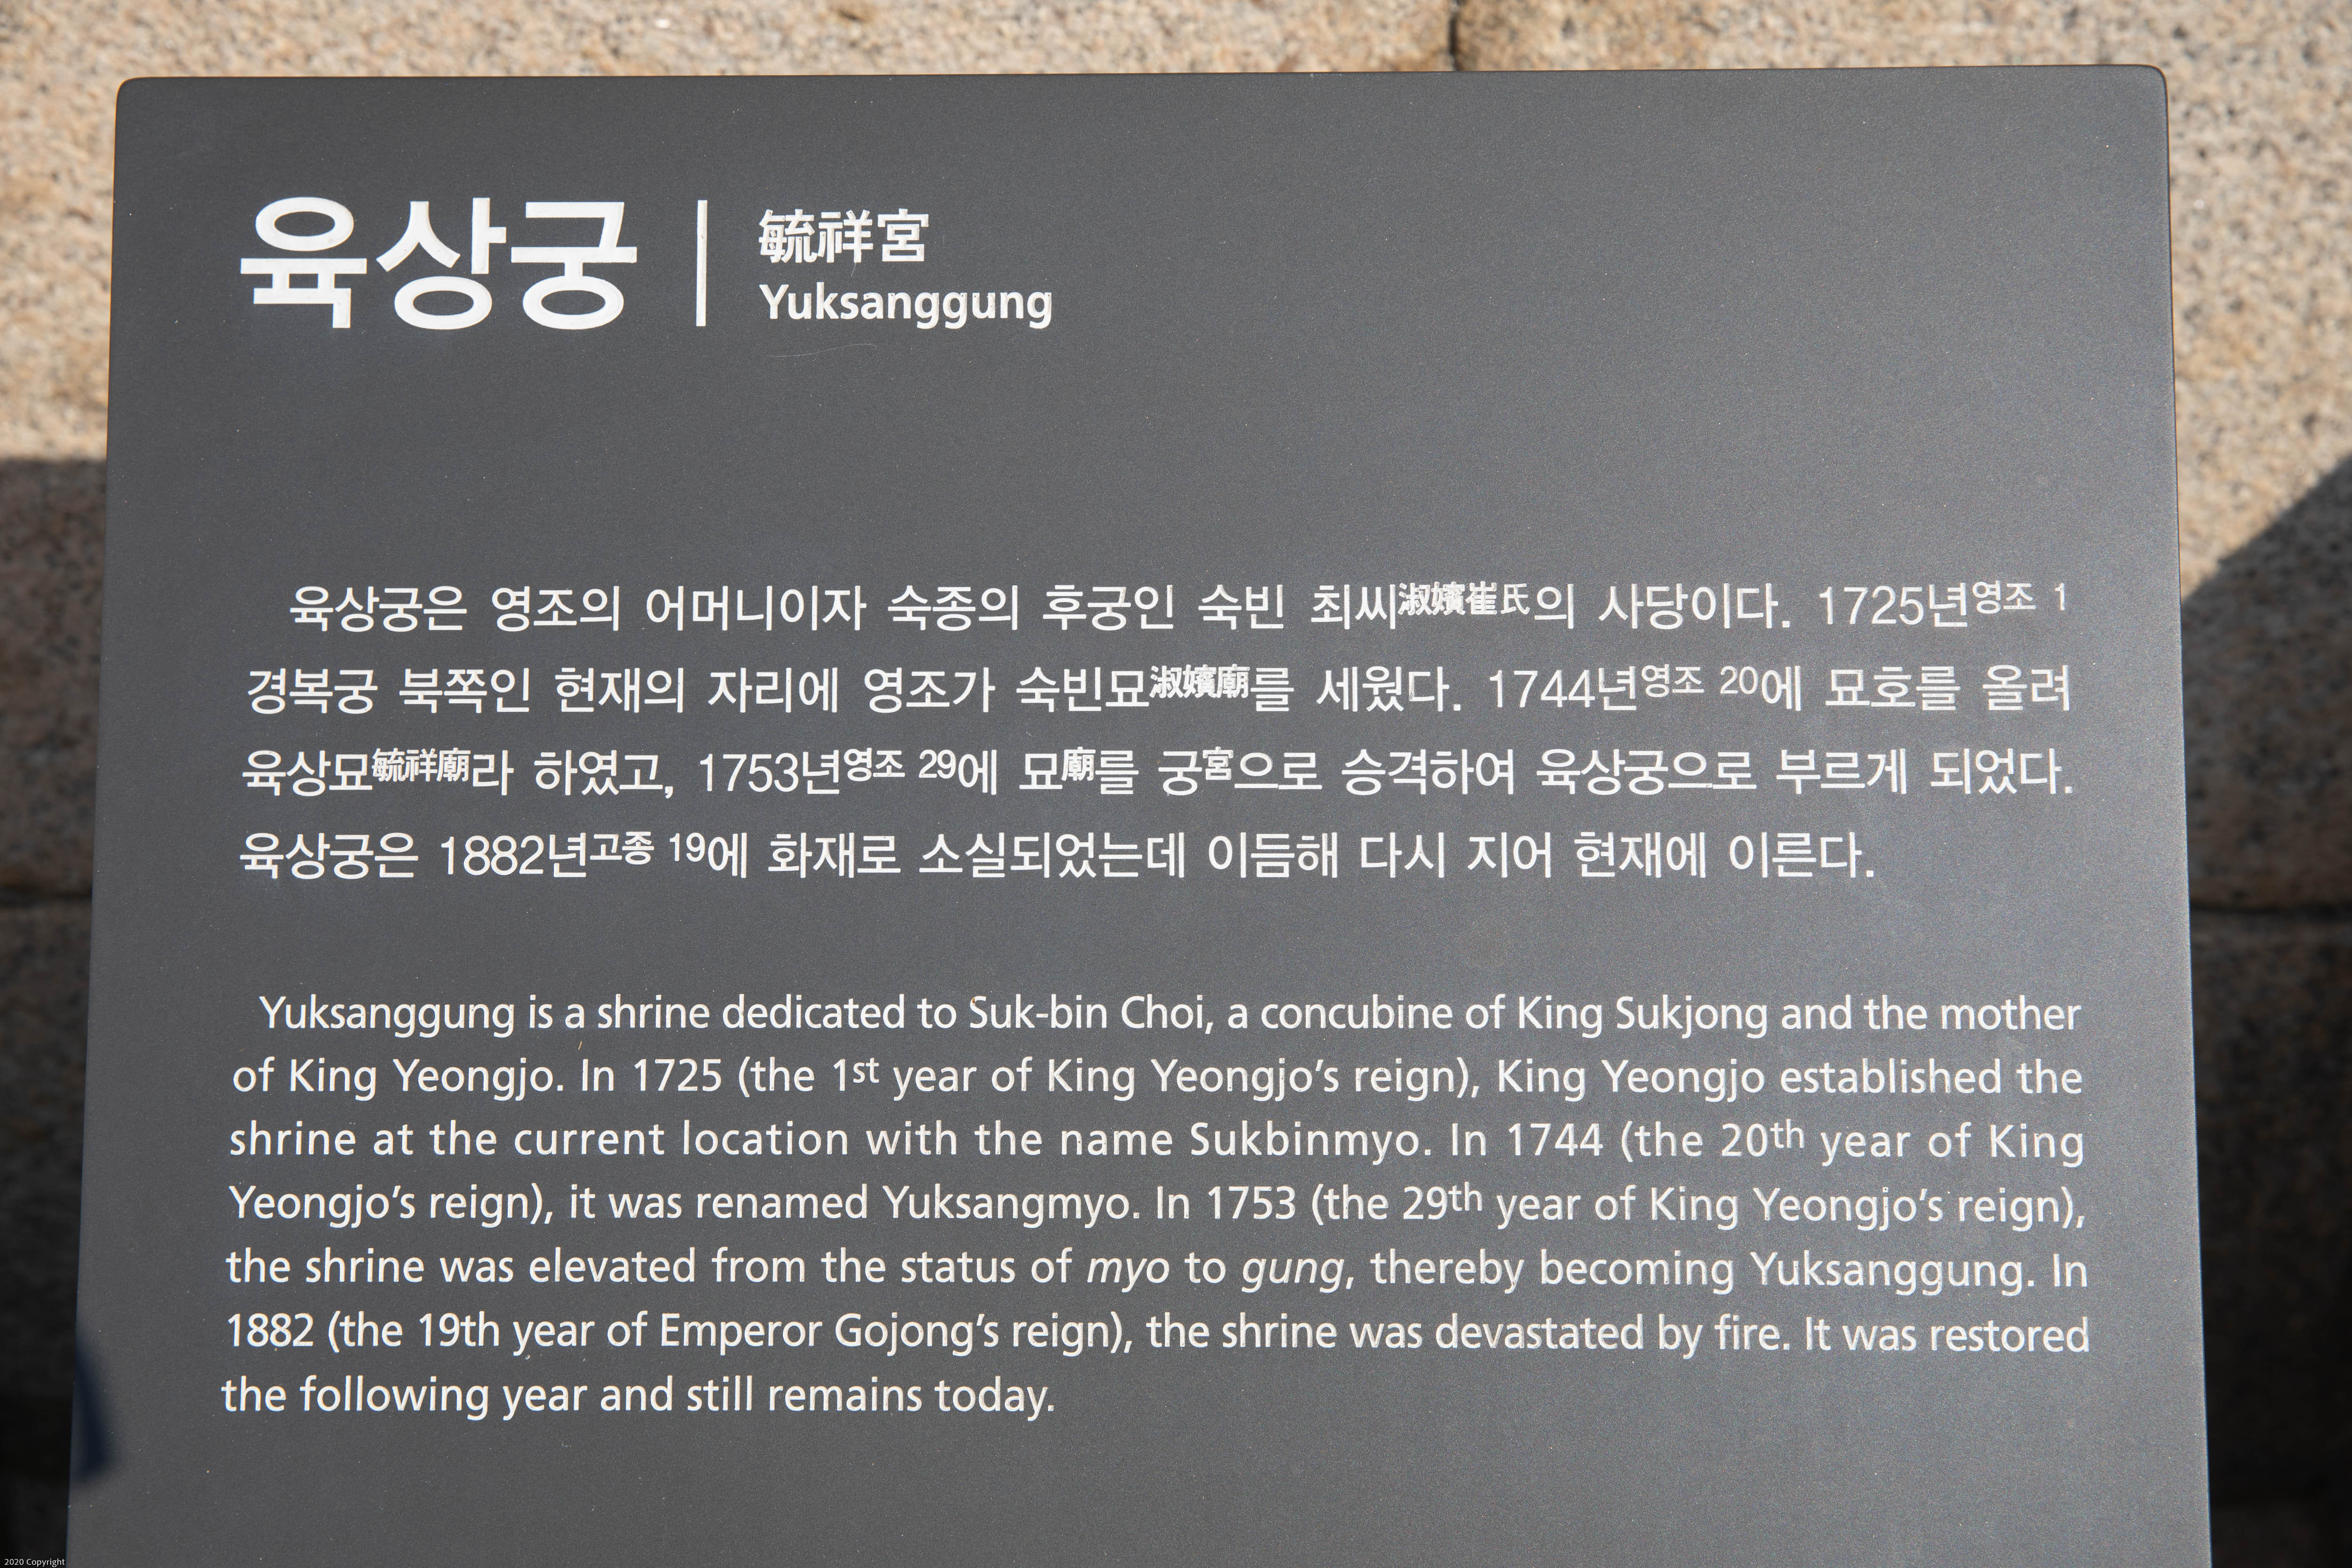 육상궁
毓祥宮
Yuksanggung
육상궁은 영조의 어머니이자 숙종의 후궁인 숙빈 최씨淑嬪崔氏의 사당이다. 1725년영조 1
경복궁 북쪽인 현재의 자리에 영조가 숙빈묘淑嬪廟를 세웠다. 1744년영조 20에 묘호를 올려
육상묘毓祥廟라 하였고, 1753년영조 29에 묘廟를 궁宮으로 승격하여 육상궁으로 부르게 되었다.
육상궁은 1882년고종 19에 화재로 소실되었는데 이듬해 다시 지어 현재에 이른다.
Yuksanggung is a shrine dedicated to Suk-bin Choi, a concubine of King Sukjong and the mother
of King Yeongjo. In 1725 (the 1st year of King Yeongjo’s reign), King Yeongjo established the
shrine at the current location with the name Sukbinmyo. In 1744 (the 20th year of King
Yeongjo’s reign), it was renamed Yuksangmyo. In 1753 (the 29th year of King Yeongjo’s reign),
the shrine was elevated from the status of myo to gung, thereby becoming Yuksanggung. In
1882 (the 19th year of Emperor Gojong’s reign), the shrine was devastated by fire. It was restored
the following year and still remains today.
2020 Copyright